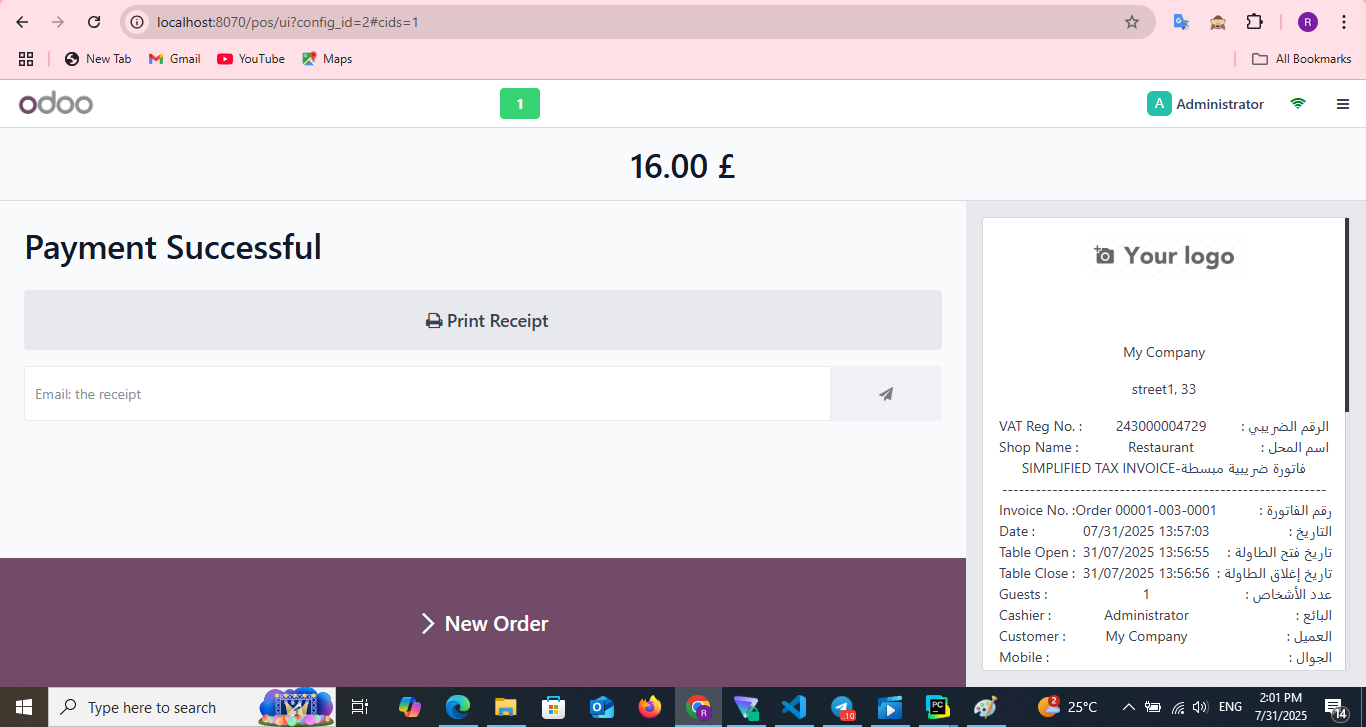 localhost:8070/pos/ui?config_id=2#cids=1
R
New Tab
Gmail
YouTube
Maps
All Bookmarks
odoo
1
A Administrator
16.00 £
Payment Successful
Print Receipt
Email: the receipt
New Order
Your logo
My Company
street1, 33
VAT Reg No. : 243000004729 الرقم الضريبي :
Shop Name : Restaurant اسم المحل :
SIMPLIFIED TAX INVOICE-فاتورة ضريبية مبسطة
-----------------------------------------------------------
Invoice No. :Order 00001-003-0001 رقم الفاتورة :
Date : 07/31/2025 13:57:03 التاريخ :
Table Open : 31/07/2025 13:56:55 تاريخ فتح الطاولة :
Table Close : 31/07/2025 13:56:56 تاريخ إغلاق الطاولة :
Guests : 1 عدد الأشخاص :
Cashier : Administrator البائع :
Customer : My Company العميل :
Mobile : الجوال :
Type here to search
R
.10
PC
2
25°C
ENG
2:01 PM
7/31/2025
14